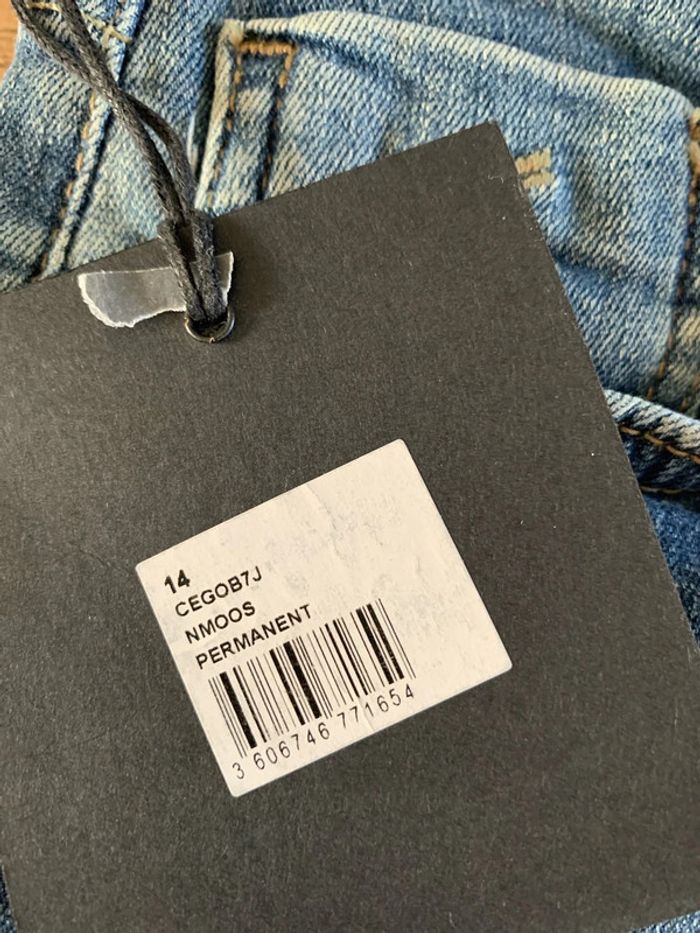 14
CEGOB7J
NMOOS
PERMANENT
3 606746 771654